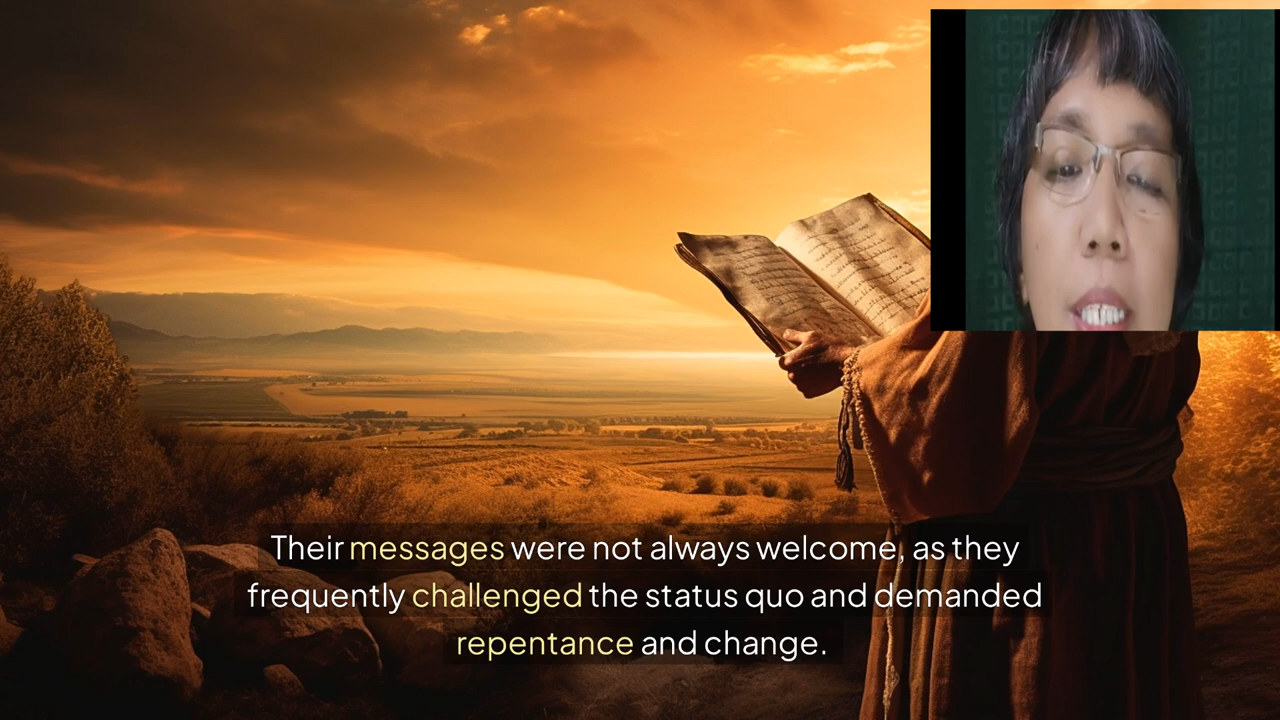 Their messages were not always welcome, as they
frequently challenged the status quo and demanded
repentance and change.